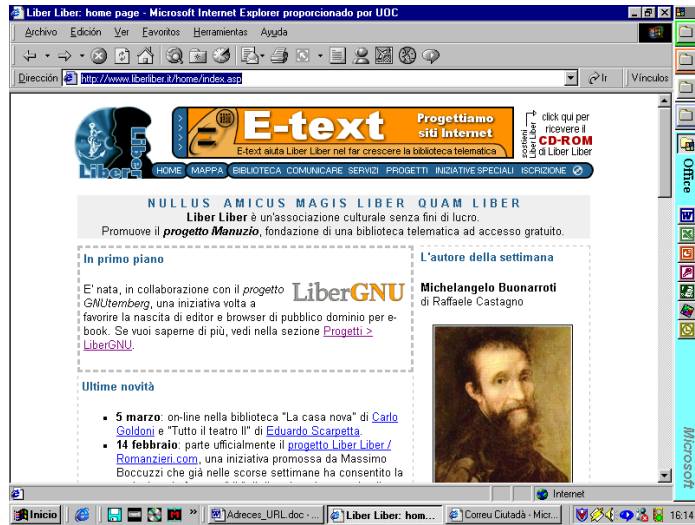 Liber Liber: home page - Microsoft Internet Explorer proporcionado por UOC
Archivo Edición Ver Favoritos Herramientas Ayuda
Dirección http://www.liberliber.it/home/index.asp Ir Vínculos
Liber Liber
E-text
Progettiamo
siti Internet
E-text aiuta Liber Liber nel far crescere la biblioteca telematica
sostieni
Liber Liber
click qui per
ricevere il
CD-ROM
di Liber Liber
HOME MAPPA BIBLIOTECA COMUNICARE SERVIZI PROGETTI INIZIATIVE SPECIALI ISCRIZIONE
NULLUS AMICUS MAGIS LIBER QUAM LIBER
Liber Liber è un'associazione culturale senza fini di lucro.
Promuove il progetto Manuzio, fondazione di una biblioteca telematica ad accesso gratuito.
In primo piano
E' nata, in collaborazione con il progetto
GNUtemberg, una iniziativa volta a
favorire la nascita di editor e browser di pubblico dominio per e-
book. Se vuoi saperne di più, vedi nella sezione Progetti >
LiberGNU.
LiberGNU
Ultime novità
5 marzo: on-line nella biblioteca "La casa nova" di Carlo
Goldoni e "Tutto il teatro II" di Eduardo Scarpetta.
14 febbraio: parte ufficialmente il progetto Liber Liber /
Romanzieri.com, una iniziativa promossa da Massimo
Boccuzzi che già nelle scorse settimane ha consentito la
L'autore della settimana
Michelangelo Buonarroti
di Raffaele Castagno
Internet
Office
Microsoft
Inicio
Adreces_URL.doc - ...
Liber Liber: hom...
Correu Ciutadà - Micr...
16:14